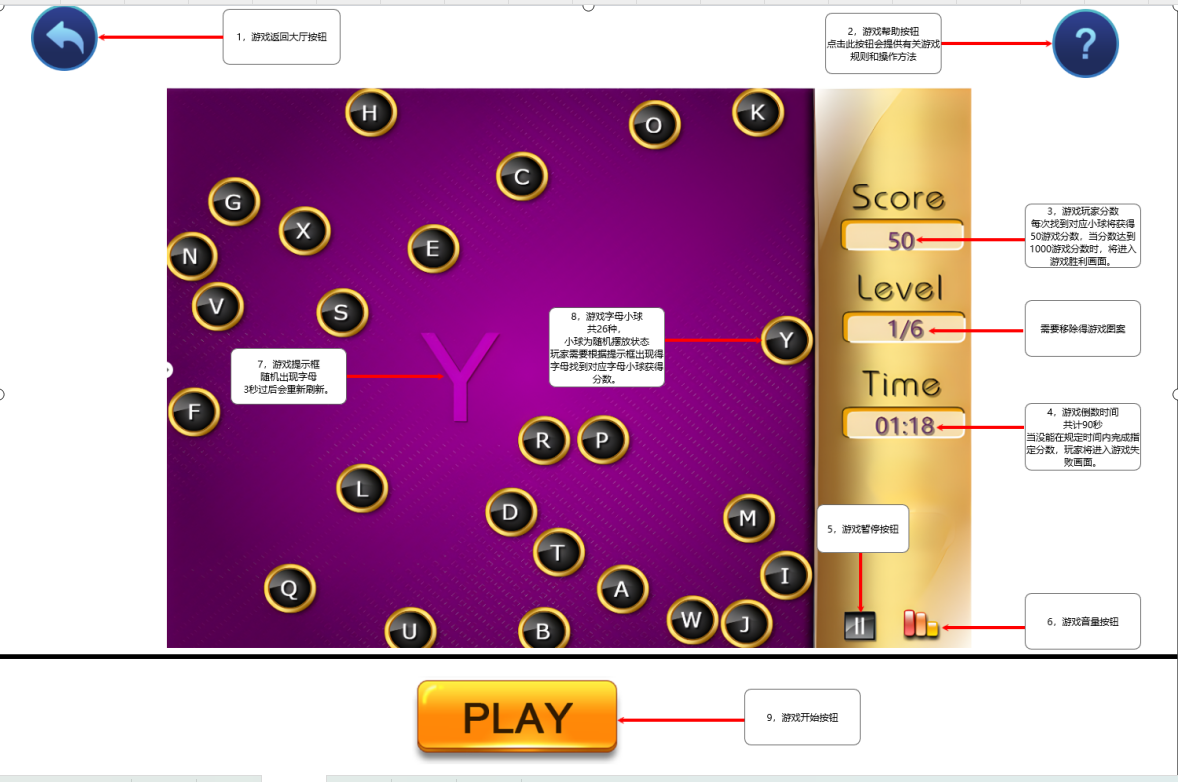 1，游戏返回大厅按钮
2，游戏帮助按钮
点击此按钮会提供有关游戏
规则和操作方法
?
H
O
K
C
G
X
E
N
V
S
Y
F
R
P
L
D
M
T
I
Q
A
W
J
U
B
Y
7，游戏提示框
随机出现字母
3秒过后会重新刷新。
8，游戏字母小球
共26种，
小球为随机摆放状态
玩家需要根据提示框出现得
字母找到对应字母小球获得
分数。
Score
50
3，游戏玩家分数
每次找到对应小球将获得
50游戏分数，当分数达到
1000游戏分数时，将进入
游戏胜利画面。
Level
1/6
需要移除得游戏图案
Time
01:18
4，游戏倒数时间
共计90秒
当没能在规定时间内完成指
定分数，玩家将进入游戏失
败画面。
5，游戏暂停按钮
6，游戏音量按钮
PLAY
9，游戏开始按钮